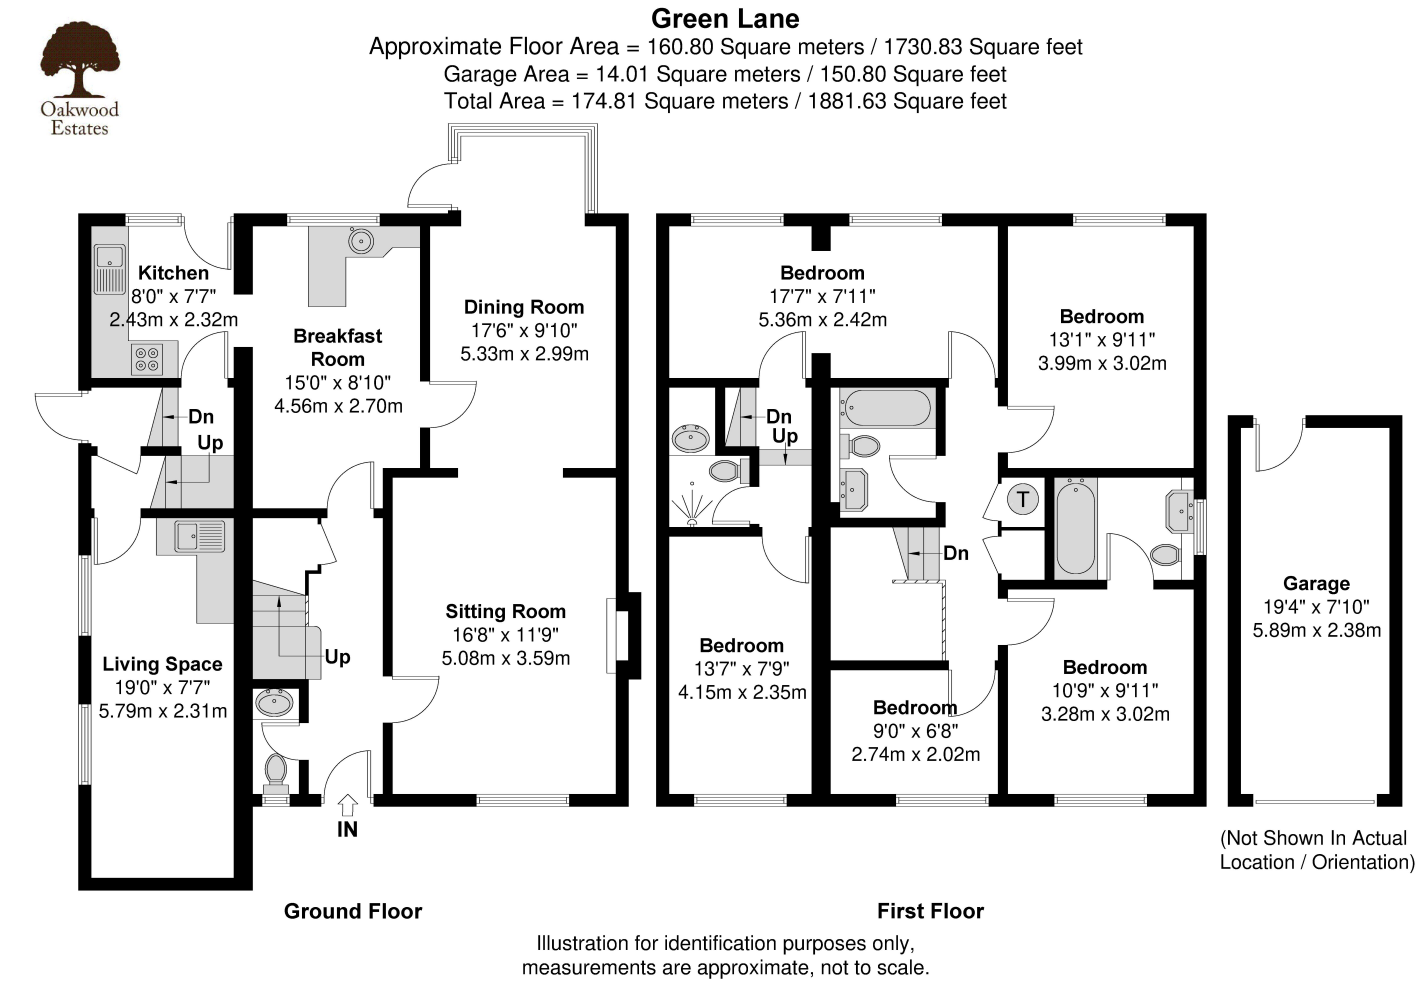 Green Lane
Approximate Floor Area = 160.80 Square meters / 1730.83 Square feet
Garage Area = 14.01 Square meters / 150.80 Square feet
Total Area = 174.81 Square meters / 1881.63 Square feet
Oakwood
Estates
Kitchen
8'0" x 7'7"
2.43m x 2.32m
Breakfast
Room
15'0" x 8'10"
4.56m x 2.70m
Dining Room
17'6" x 9'10"
5.33m x 2.99m
Dn
Up
Sitting Room
16'8" x 11'9"
5.08m x 3.59m
Living Space
19'0" x 7'7"
5.79m x 2.31m
Up
IN
Ground Floor
Bedroom
17'7" x 7'11"
5.36m x 2.42m
Bedroom
13'1" x 9'11"
3.99m x 3.02m
Dn
Up
T
Dn
Bedroom
13'7" x 7'9"
4.15m x 2.35m
Bedroom
9'0" x 6'8"
2.74m x 2.02m
Bedroom
10'9" x 9'11"
3.28m x 3.02m
First Floor
Garage
19'4" x 7'10"
5.89m x 2.38m
(Not Shown In Actual
Location / Orientation)
Illustration for identification purposes only,
measurements are approximate, not to scale.